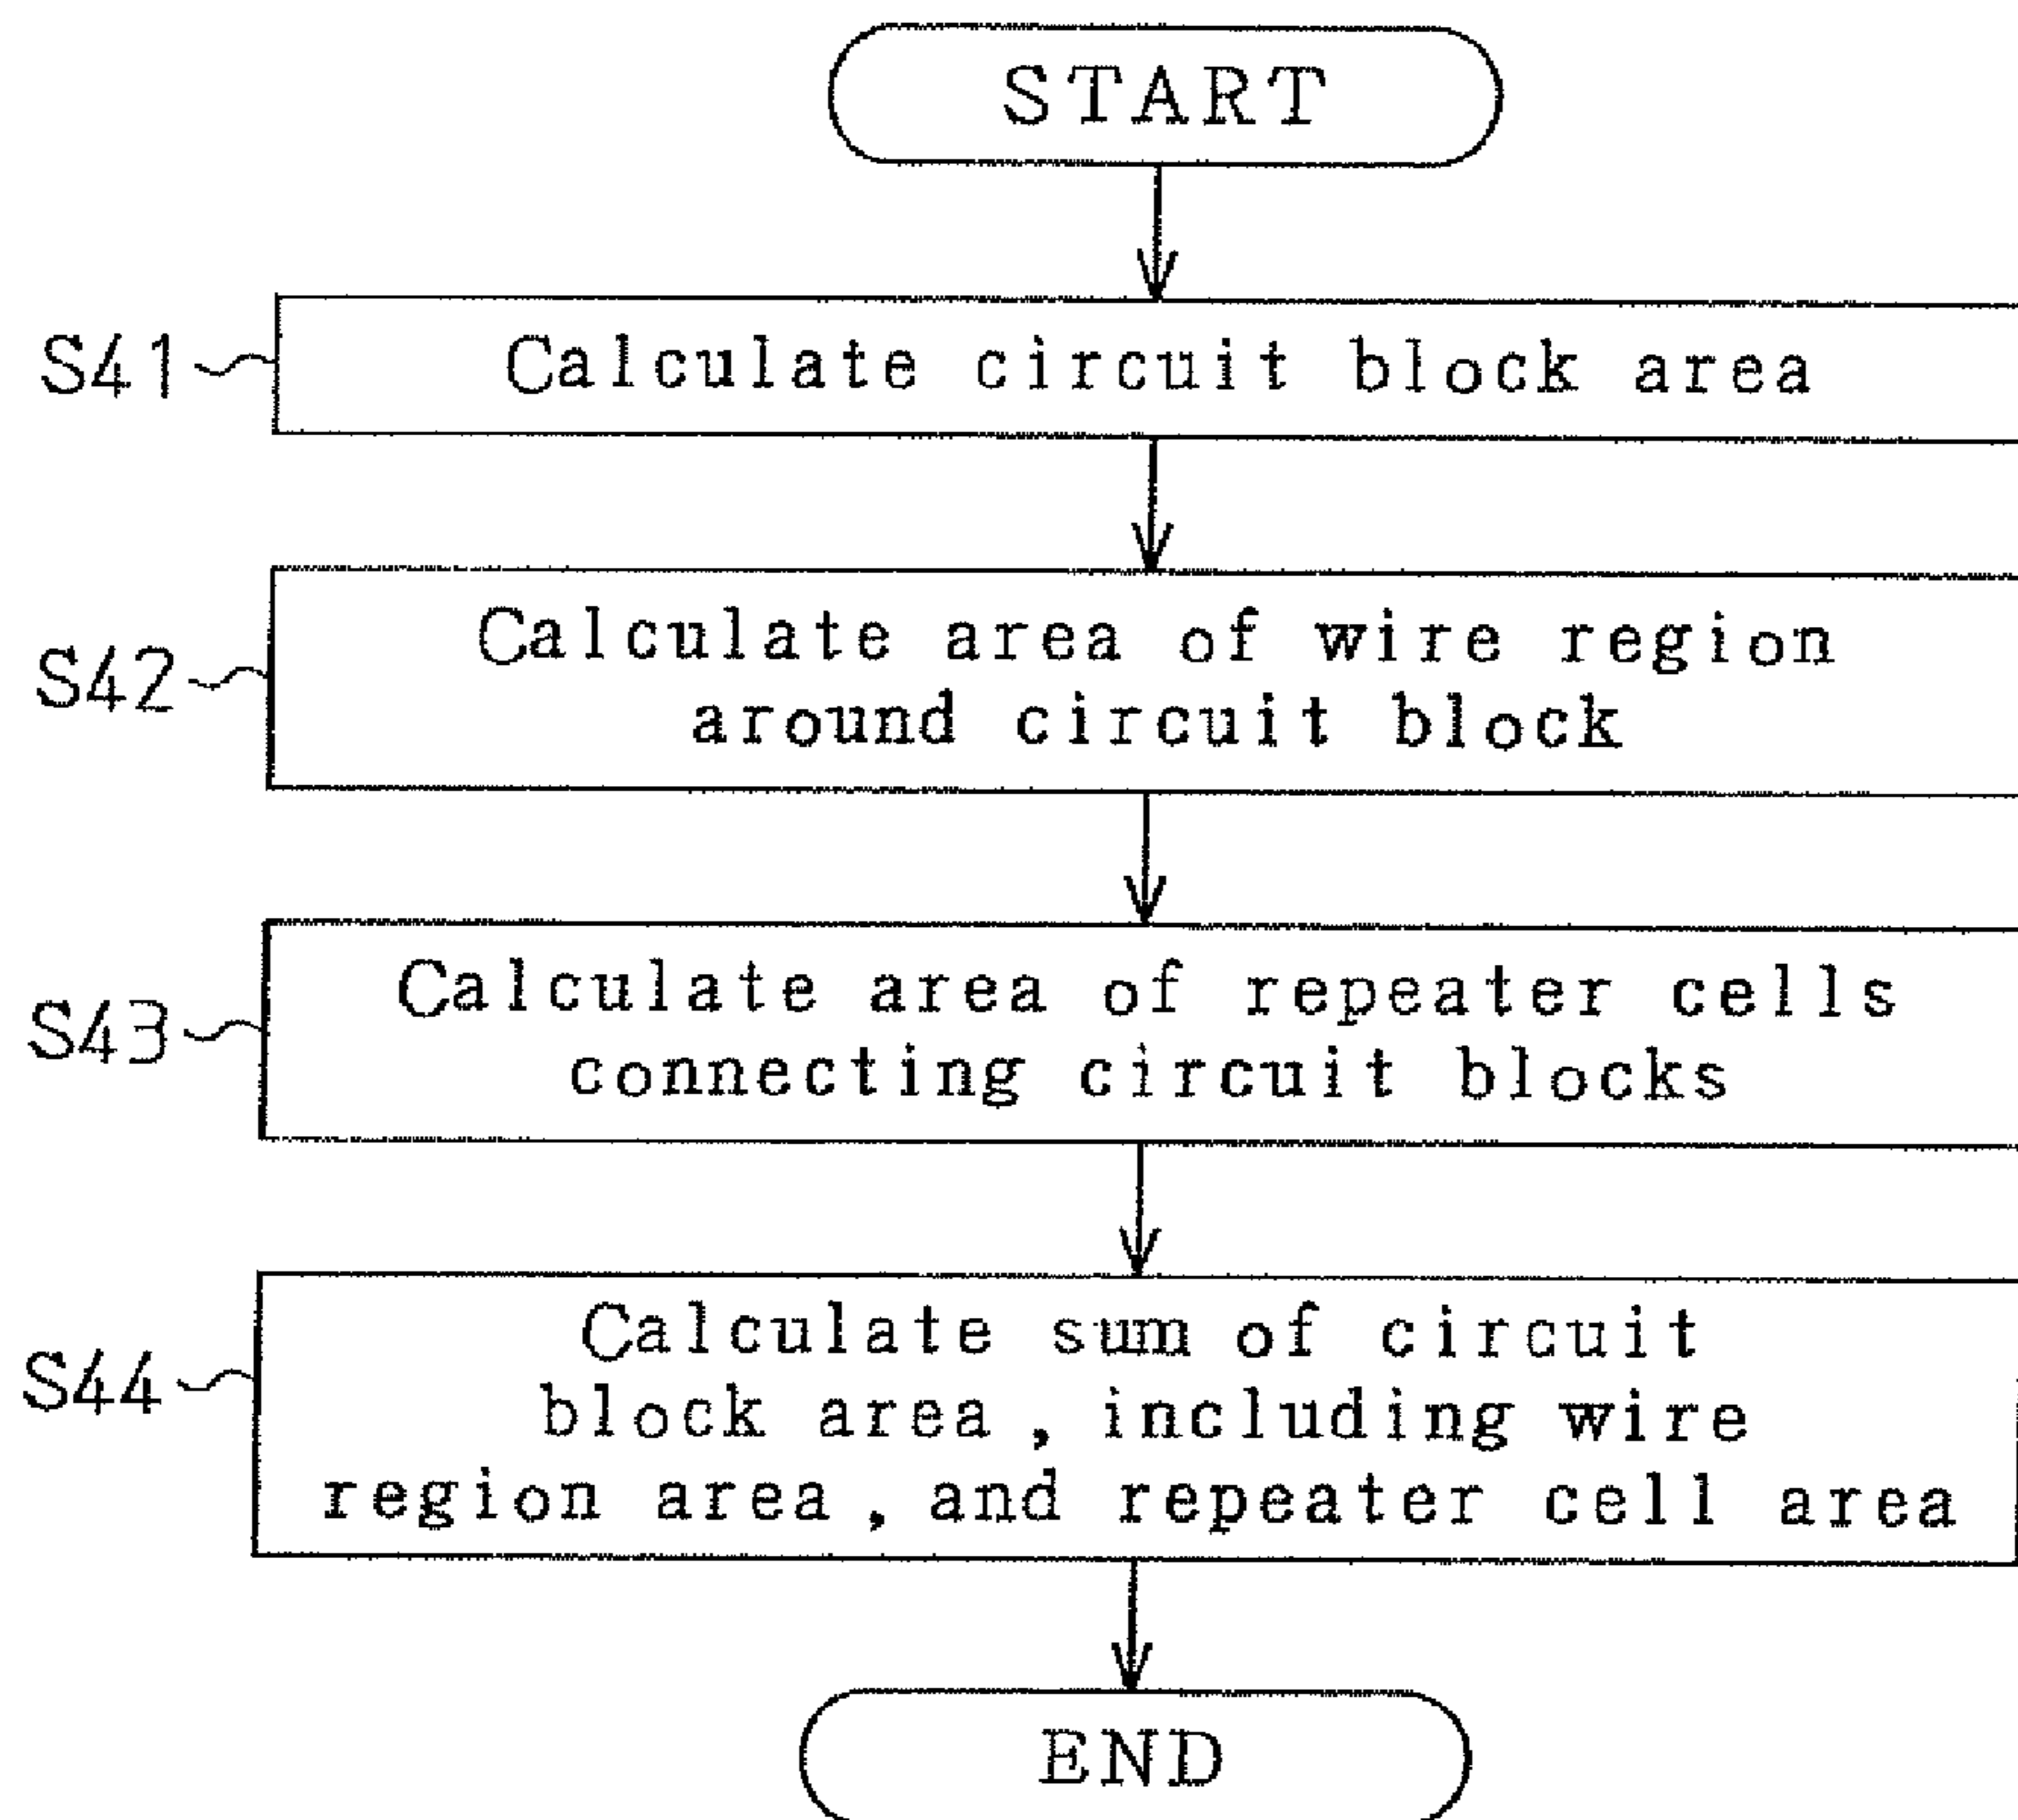 START
S41
Calculate circuit block area
S42
Calculate area of wire region
around circuit block
S43
Calculate area of repeater cells
connecting circuit blocks
S44
Calculate sum of circuit
block area, including wire
region area, and repeater cell area
END